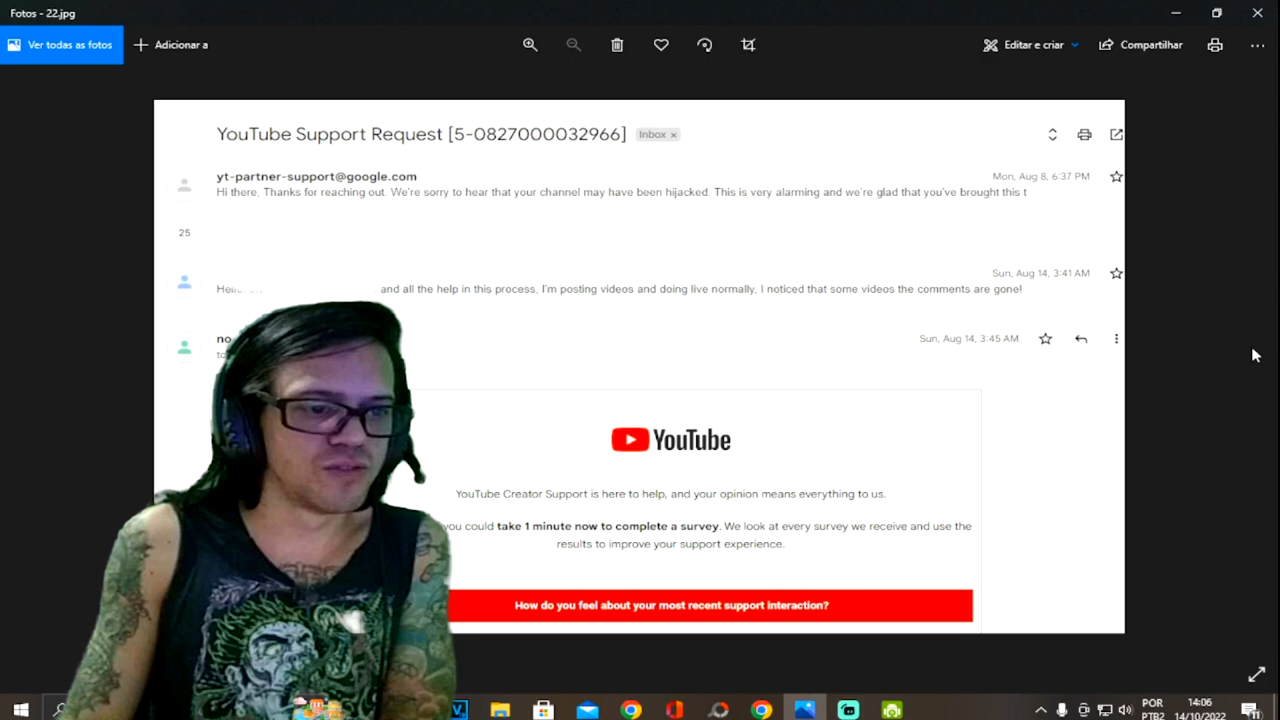 Fotos - 22.jpg
Ver todas as fotos
Adicionar a
Editar e criar
Compartilhar
YouTube Support Request [5-0827000032966]
Inbox x
yt-partner-support@google.com
Mon, Aug 8, 6:37 PM
Hi there, Thanks for reaching out. We're sorry to hear that your channel may have been hijacked. This is very alarming and we're glad that you've brought this t
25
Sun, Aug 14, 3:41 AM
and all the help in this process, I'm posting videos and doing live normally, I noticed that some videos the comments are gone!
no
Sun, Aug 14, 3:45 AM
to
YouTube
YouTube Creator Support is here to help, and your opinion means everything to us.
you could take 1 minute now to complete a survey. We look at every survey we receive and use the
results to improve your support experience.
How do you feel about your most recent support interaction?
POR
14:06
PTB2
14/10/2022
11